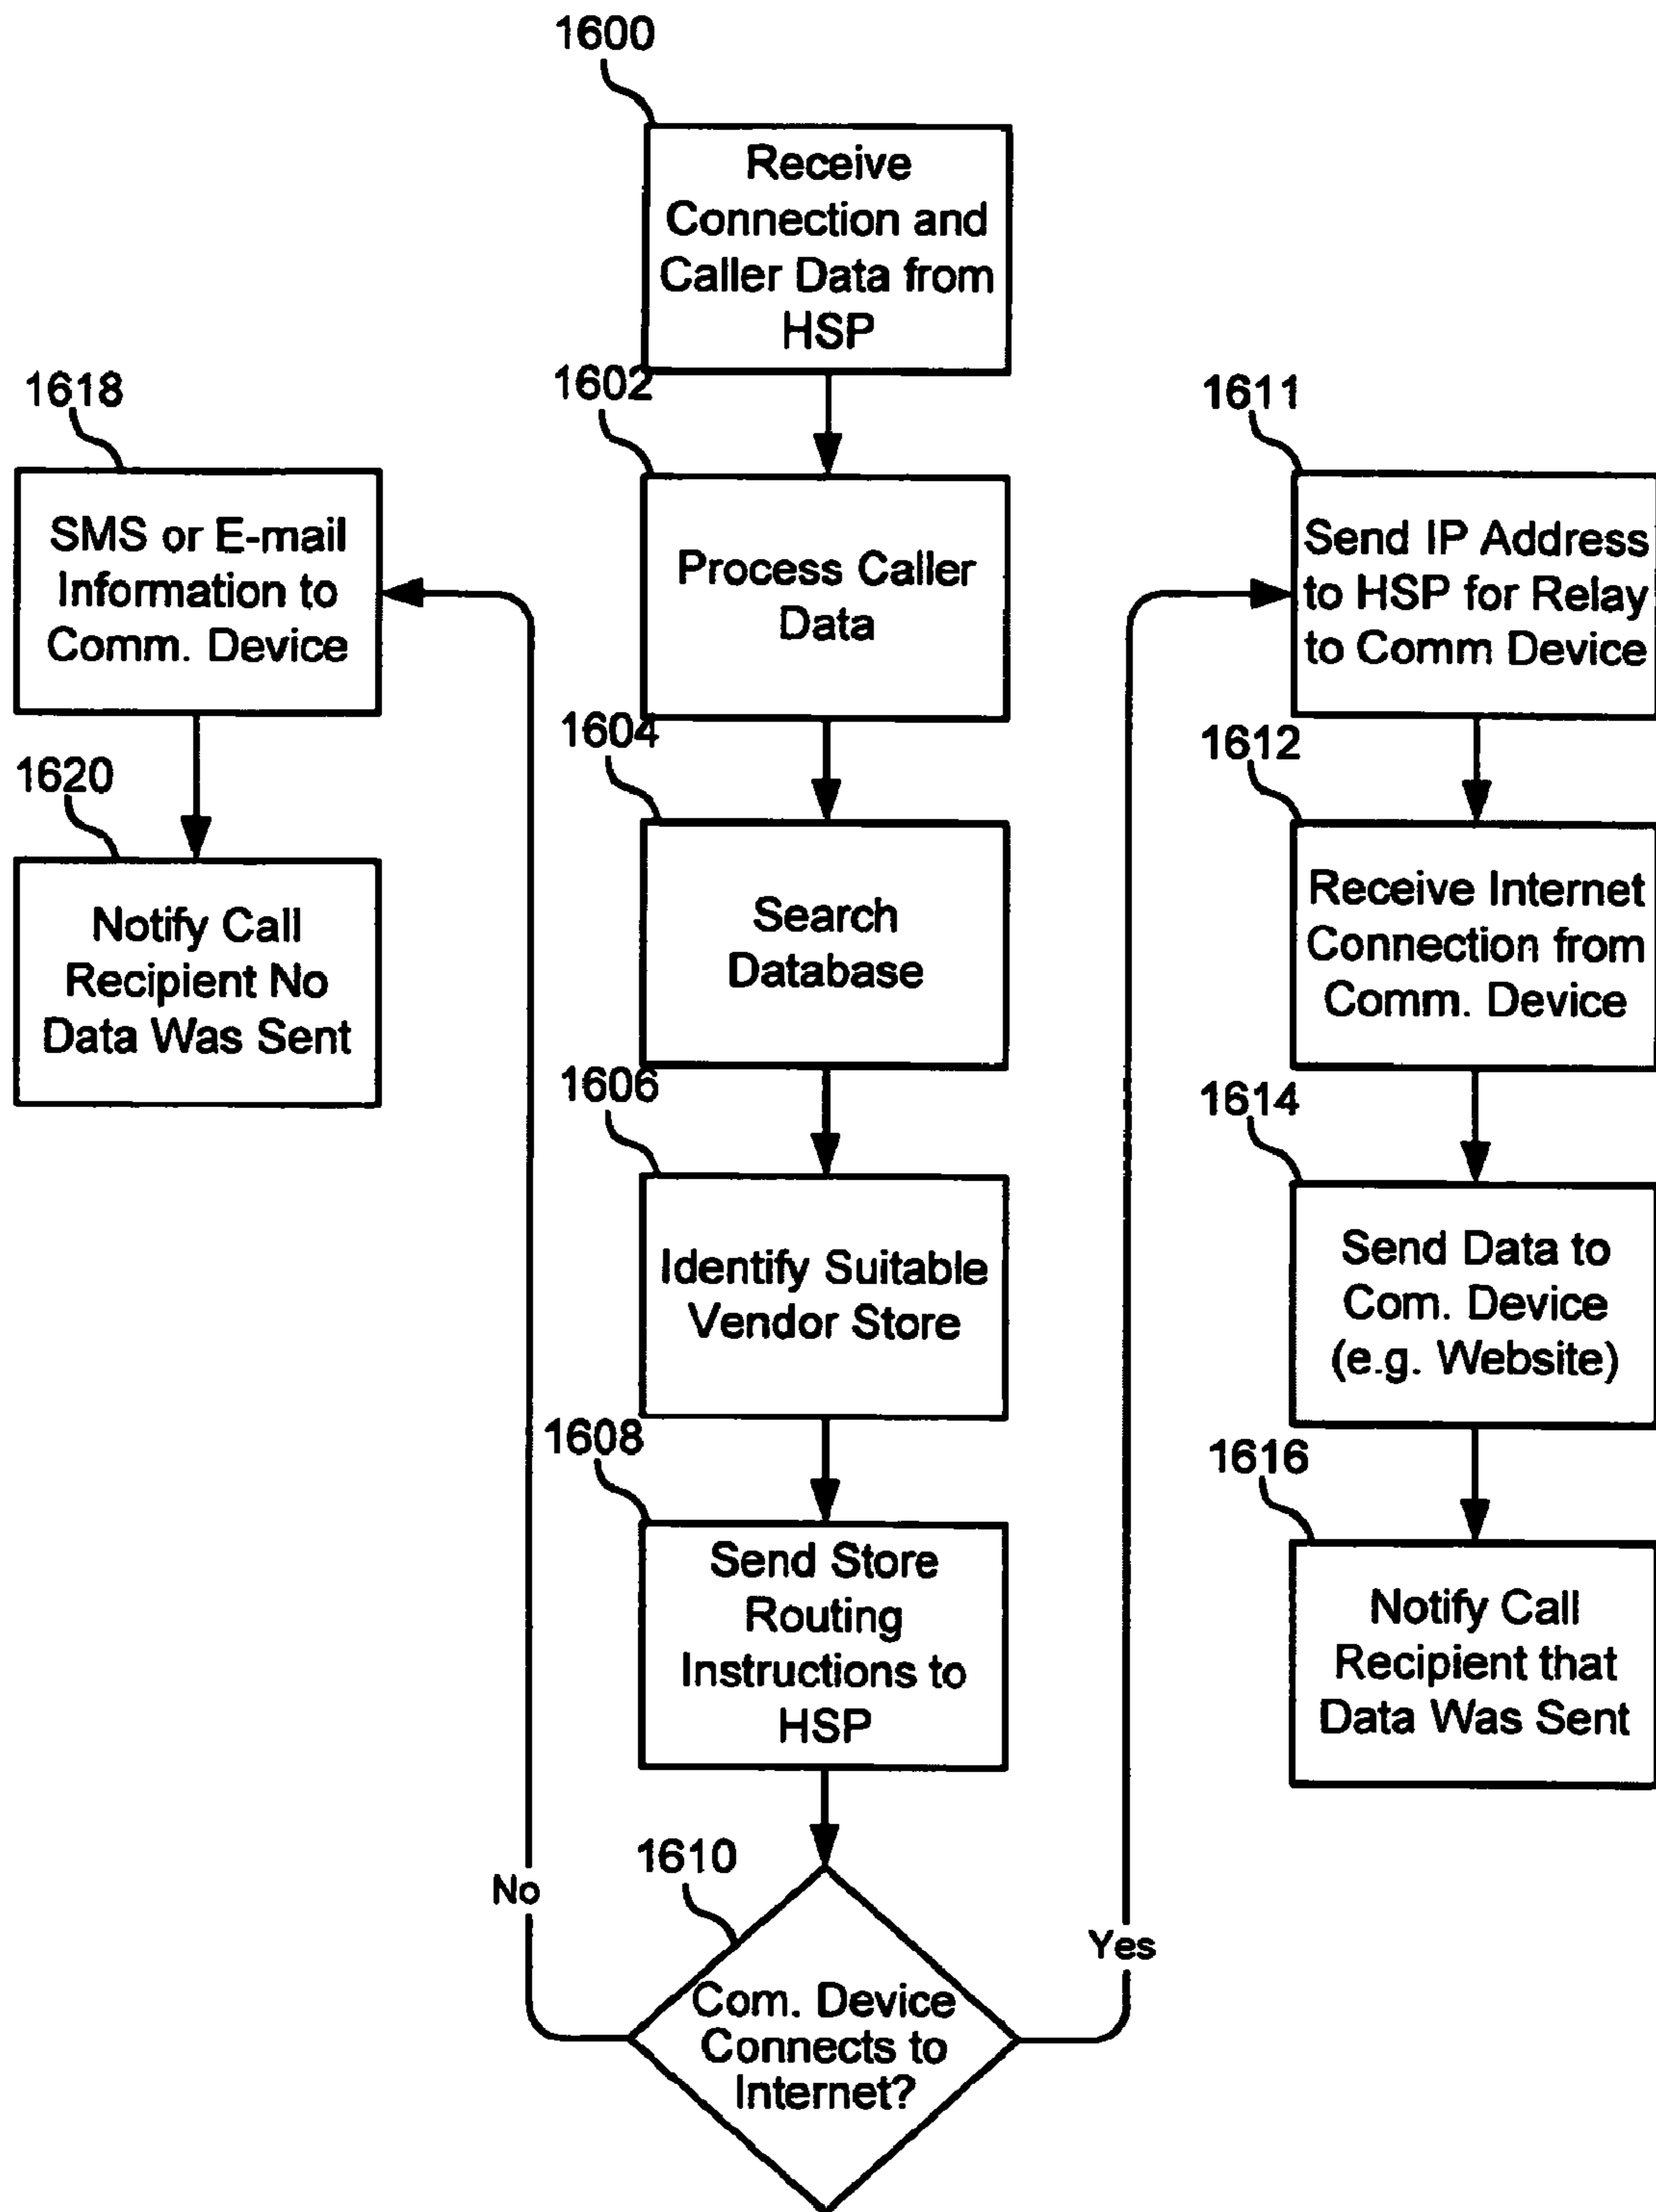 1600
Receive
Connection and
Caller Data from
HSP
1602
Process Caller
Data
1604
Search
Database
1606
Identify Suitable
Vendor Store
1608
Send Store
Routing
Instructions to
HSP
1610
Com. Device
Connects to
Internet?
No
Yes
1618
SMS or E-mail
Information to
Comm. Device
1620
Notify Call
Recipient No
Data Was Sent
1611
Send IP Address
to HSP for Relay
to Comm Device
1612
Receive Internet
Connection from
Comm. Device
1614
Send Data to
Com. Device
(e.g. Website)
1616
Notify Call
Recipient that
Data Was Sent